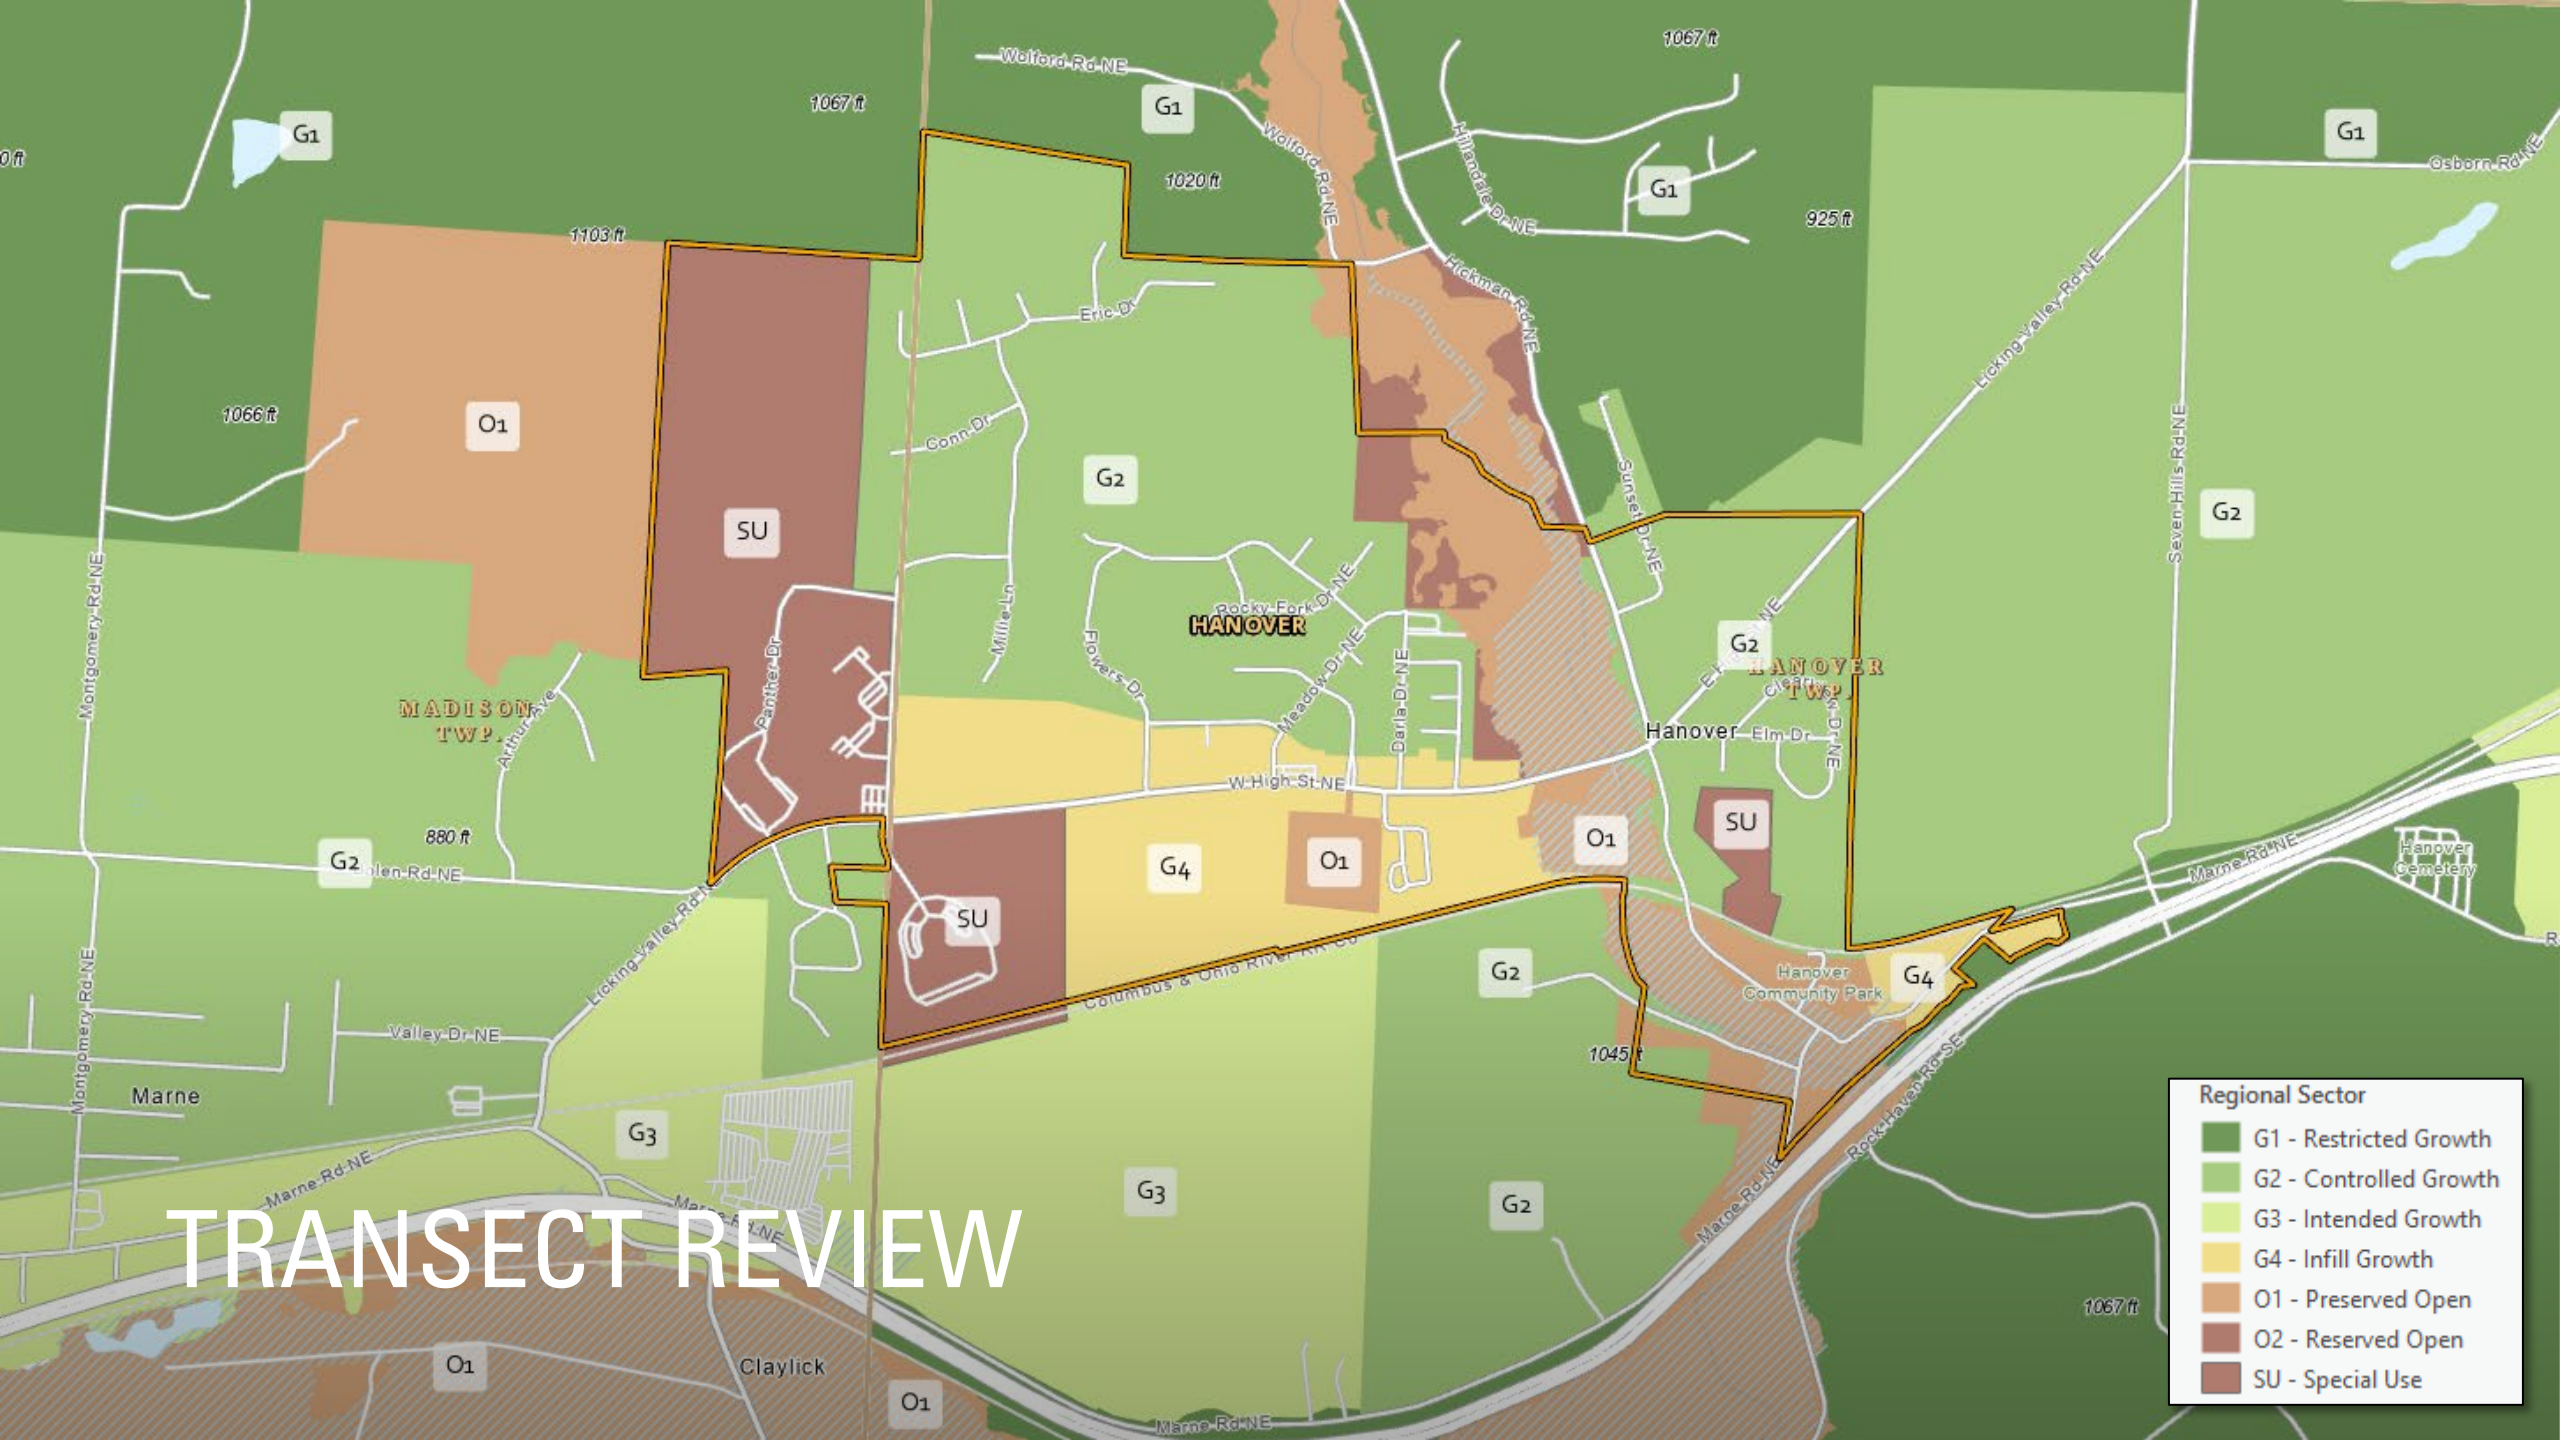 1067 ft
Wolford Rd NE
1067 ft
G1
G1
G1
G1
Osborn Rd NE
0 ft
Wolford Rd NE
Hillandale Dr NE
1020 ft
G1
925 ft
1103 ft
Hickman Rd NE
Licking Valley Rd NE
Eric Dr
1066 ft
O1
Conn Dr
G2
Sunset Dr NE
Seven Hills Rd NE
G2
SU
Montgomery Rd NE
Millie Ln
Rocky Fork Dr NE
HANOVER
Flowers Dr
Meadow Dr NE
Darla Dr NE
G2
HANOVER
TWP.
Panther Dr
MADISON
TWP.
Arthur Ave
Hanover
Elm Dr
W High St NE
880 ft
G2
G4
O1
O1
SU
Marne Rd NE
Hanover
Cemetery
Licking Valley Rd NE
SU
Columbus & Ohio River RR Co
G2
Hanover
Community Park
G4
Montgomery Rd NE
Valley Dr NE
1045 ft
Rock Haven Rd SE
Marne
G3
G3
G2
Marne Rd NE
Marne Rd NE
Marne Rd NE
TRANSECT REVIEW
1067 ft
O1
Claylick
O1
Marne Rd NE
Regional Sector
G1 - Restricted Growth
G2 - Controlled Growth
G3 - Intended Growth
G4 - Infill Growth
O1 - Preserved Open
O2 - Reserved Open
SU - Special Use